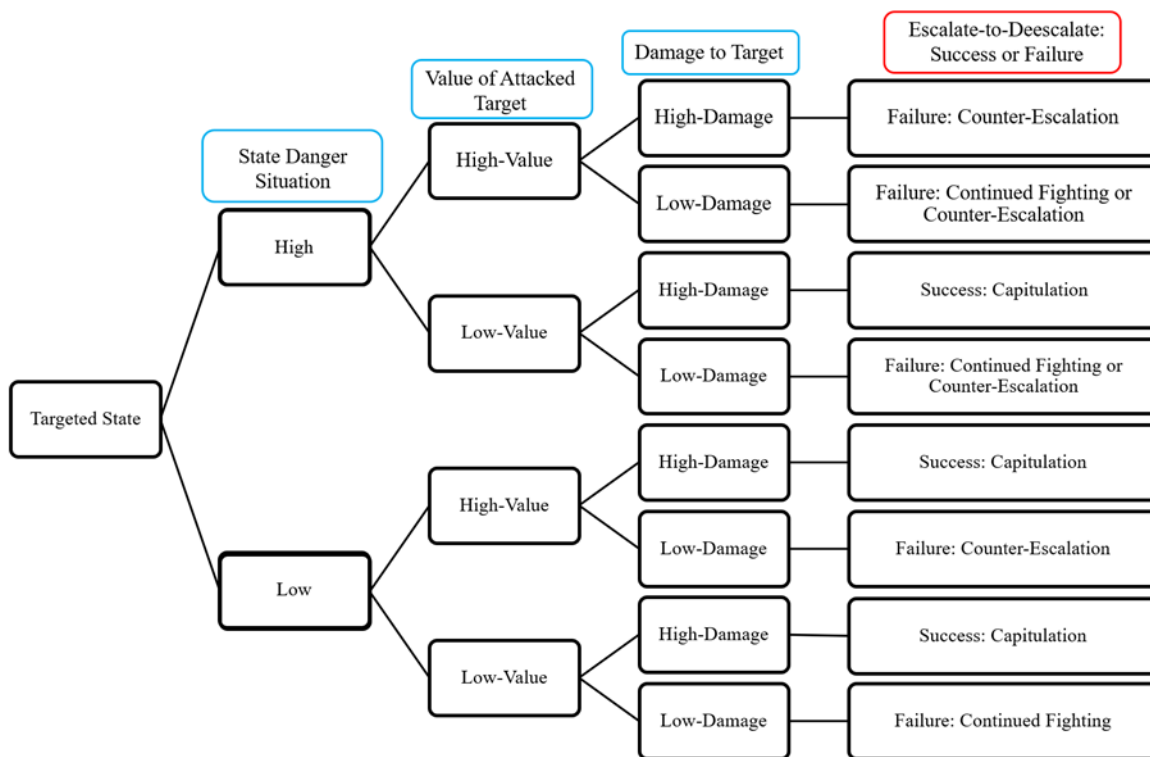 Escalate-to-Deescalate:
Success or Failure
Damage to Target
Value of Attacked
Target
State Danger
Situation
High-Damage
Failure: Counter-Escalation
High-Value
Low-Damage
Failure: Continued Fighting or
Counter-Escalation
High
High-Damage
Success: Capitulation
Low-Value
Low-Damage
Failure: Continued Fighting or
Counter-Escalation
Targeted State
High-Damage
Success: Capitulation
High-Value
Low-Damage
Failure: Counter-Escalation
Low
High-Damage
Success: Capitulation
Low-Value
Low-Damage
Failure: Continued Fighting